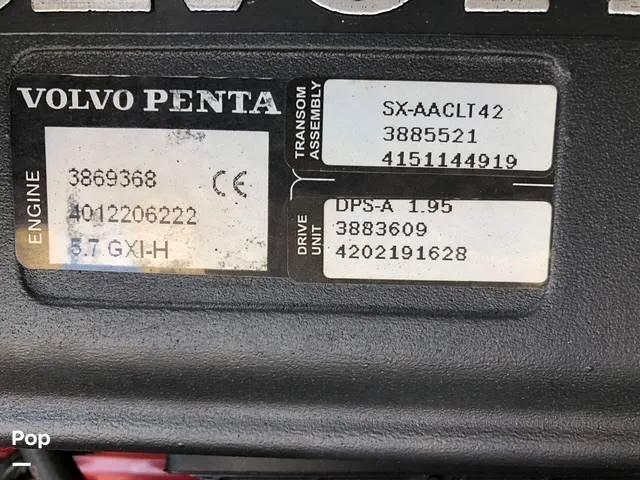 VOLVO PENTA
ENGINE
3869368 CE
4012206222
5.7 GXI-H
TRANSOM
ASSEMBLY
SX-AACLT42
3885521
4151144919
DRIVE
UNIT
DPS-A 1.95
3883609
4202191628
Pop